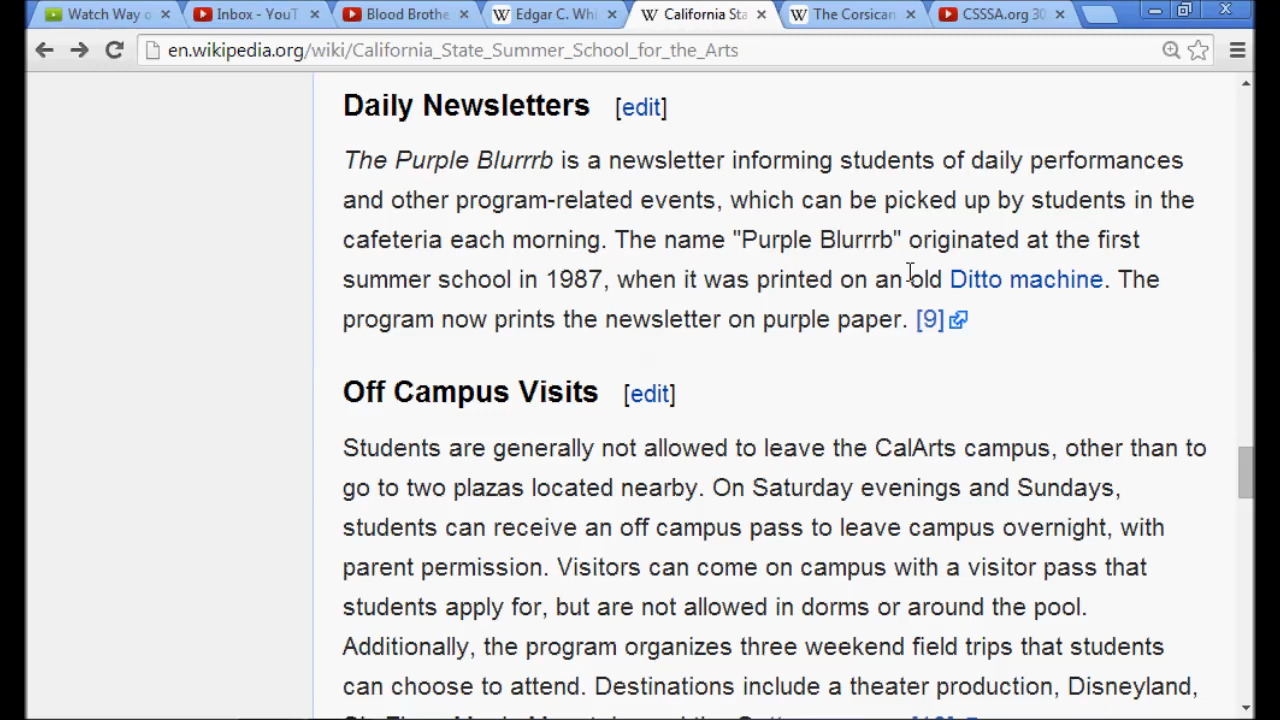 Watch Way o
Inbox - YouT
Blood Brothe
Edgar C. Whi
California Sta
The Corsican
CSSSA.org 30
en.wikipedia.org/wiki/California_State_Summer_School_for_the_Arts
Daily Newsletters [edit]
The Purple Blurrrb is a newsletter informing students of daily performances
and other program-related events, which can be picked up by students in the
cafeteria each morning. The name "Purple Blurrrb" originated at the first
summer school in 1987, when it was printed on an old Ditto machine. The
program now prints the newsletter on purple paper. [9]
Off Campus Visits [edit]
Students are generally not allowed to leave the CalArts campus, other than to
go to two plazas located nearby. On Saturday evenings and Sundays,
students can receive an off campus pass to leave campus overnight, with
parent permission. Visitors can come on campus with a visitor pass that
students apply for, but are not allowed in dorms or around the pool.
Additionally, the program organizes three weekend field trips that students
can choose to attend. Destinations include a theater production, Disneyland,